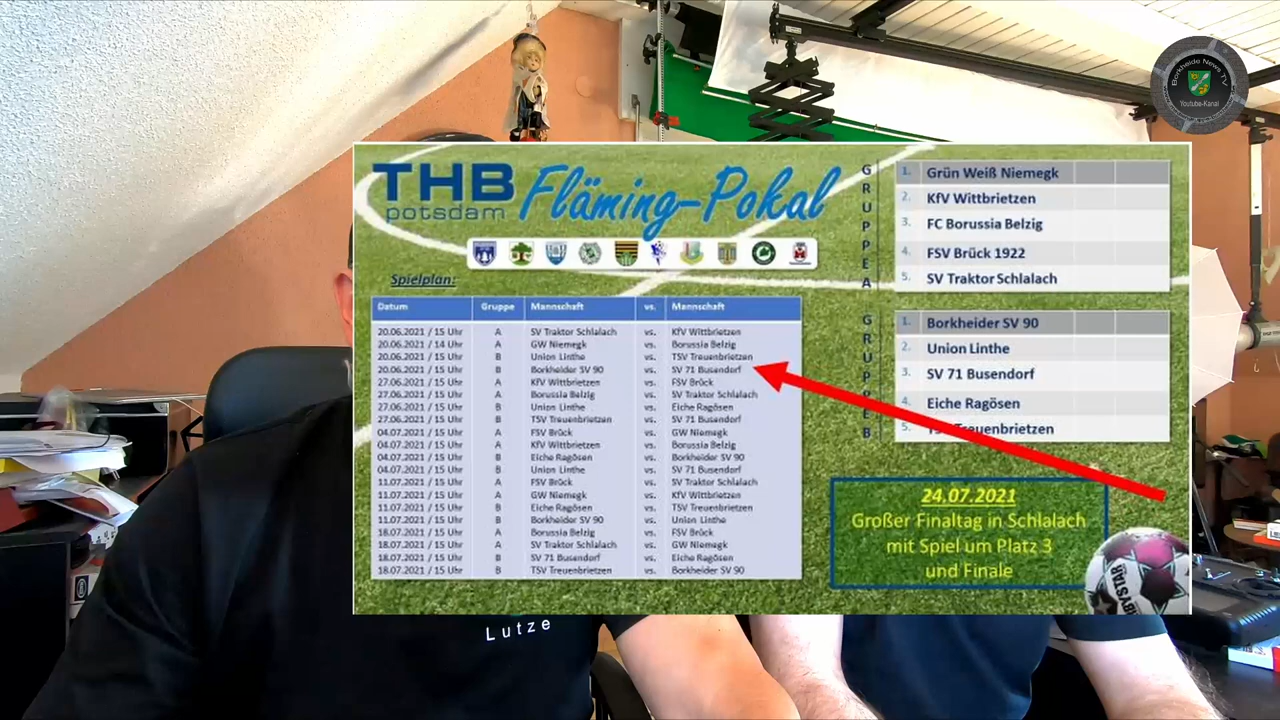 Borkheide News TV
Youtube-Kanal
THB
potsdam
Fläming-Pokal
Spielplan:
Datum Gruppe Mannschaft vs. Mannschaft
20.06.2021 / 15 Uhr A SV Traktor Schlalach vs. KfV Wittbrietzen
20.06.2021 / 14 Uhr A GW Niemegk vs. Borussia Belzig
20.06.2021 / 15 Uhr B Union Linthe vs. TSV Treuenbrietzen
20.06.2021 / 15 Uhr B Borkheider SV 90 vs. SV 71 Busendorf
27.06.2021 / 15 Uhr A KfV Wittbrietzen vs. FSV Brück
27.06.2021 / 15 Uhr A Borussia Belzig vs. SV Traktor Schlalach
27.06.2021 / 15 Uhr B Union Linthe vs. Eiche Ragösen
27.06.2021 / 15 Uhr B TSV Treuenbrietzen vs. SV 71 Busendorf
04.07.2021 / 15 Uhr A FSV Brück vs. GW Niemegk
04.07.2021 / 15 Uhr A KfV Wittbrietzen vs. Borussia Belzig
04.07.2021 / 15 Uhr B Eiche Ragösen vs. Borkheider SV 90
04.07.2021 / 15 Uhr B Union Linthe vs. SV 71 Busendorf
11.07.2021 / 15 Uhr A FSV Brück vs. SV Traktor Schlalach
11.07.2021 / 15 Uhr A GW Niemegk vs. KfV Wittbrietzen
11.07.2021 / 15 Uhr B Eiche Ragösen vs. TSV Treuenbrietzen
11.07.2021 / 15 Uhr B Borkheider SV 90 vs. Union Linthe
18.07.2021 / 15 Uhr A Borussia Belzig vs. FSV Brück
18.07.2021 / 15 Uhr A SV Traktor Schlalach vs. GW Niemegk
18.07.2021 / 15 Uhr B SV 71 Busendorf vs. Eiche Ragösen
18.07.2021 / 15 Uhr B TSV Treuenbrietzen vs. Borkheider SV 90
GRUPPE A
1. Grün Weiß Niemegk
2. KfV Wittbrietzen
3. FC Borussia Belzig
4. FSV Brück 1922
5. SV Traktor Schlalach
GRUPPE B
1. Borkheider SV 90
2. Union Linthe
3. SV 71 Busendorf
4. Eiche Ragösen
5. TSV Treuenbrietzen
24.07.2021
Großer Finaltag in Schlalach
mit Spiel um Platz 3
und Finale
Lutze